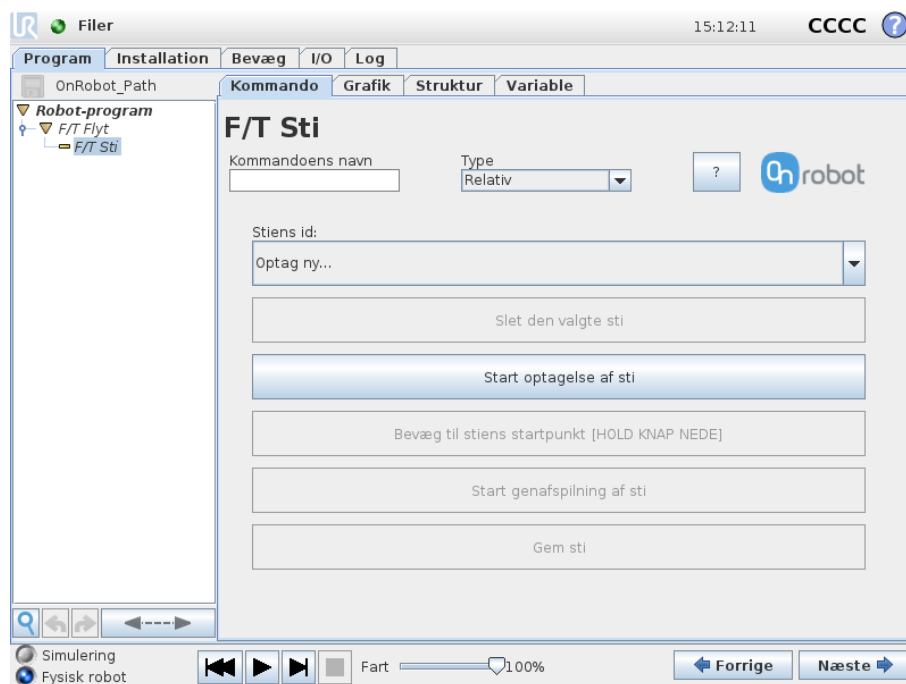 UR Filer 15:12:11 CCCC ?
Program Installation Bevæg I/O Log
OnRobot_Path Kommando Grafik Struktur Variable
Robot-program
F/T Flyt
F/T Sti
F/T Sti
Kommandoens navn Type
Relativ ? On robot
Stiens id:
Optag ny...
Slet den valgte sti
Start optagelse af sti
Bevæg til stiens startpunkt [HOLD KNAP NEDE]
Start genafspilning af sti
Gem sti
Simulering
Fysisk robot
Fart 100% Forrige Næste